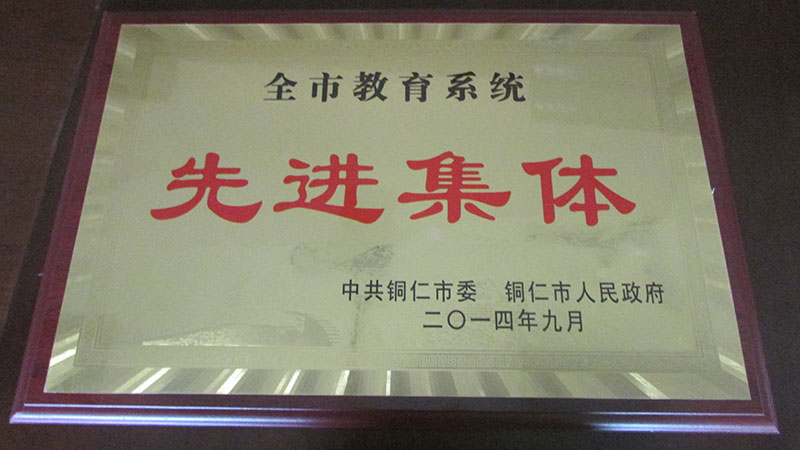 全市教育系统
先进集体
中共铜仁市委 铜仁市人民政府
二〇一四年九月